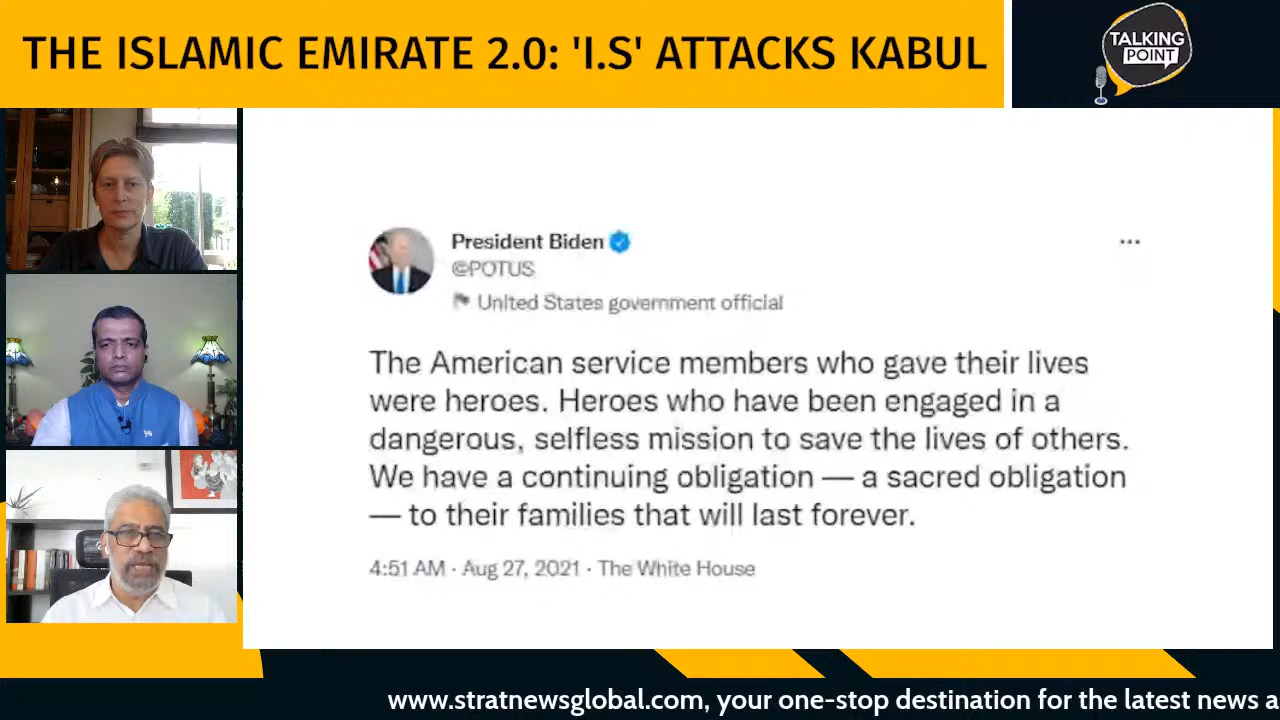 THE ISLAMIC EMIRATE 2.0: 'I.S' ATTACKS KABUL
TALKING
POINT
President Biden
@POTUS
United States government official
The American service members who gave their lives
were heroes. Heroes who have been engaged in a
dangerous, selfless mission to save the lives of others.
We have a continuing obligation — a sacred obligation
— to their families that will last forever.
4:51 AM · Aug 27, 2021 · The White House
www.stratnewsglobal.com, your one-stop destination for the latest news a